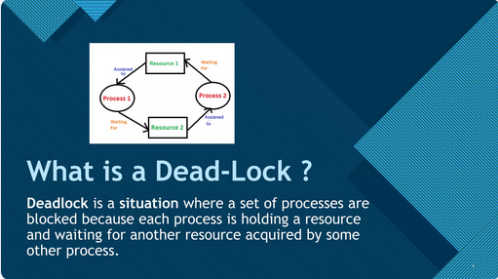 Resource 1
Assigned
to
Waiting
For
Process 1
Process 2
Waiting
For
Resource 2
Assigned
to
What is a Dead-Lock ?
Deadlock is a situation where a set of processes are
blocked because each process is holding a resource
and waiting for another resource acquired by some
other process.